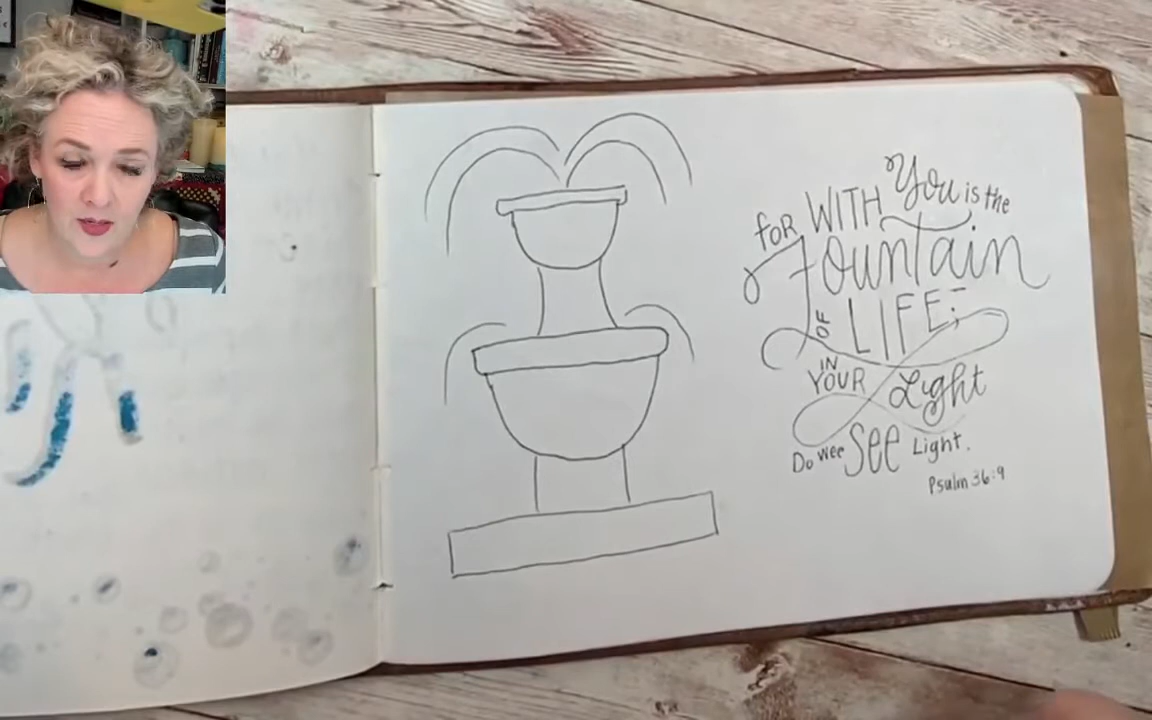 for WITH You is the
Fountain
OF LIFE;
IN
YOUR Light
Do wee SEE Light.
Psalm 36:9